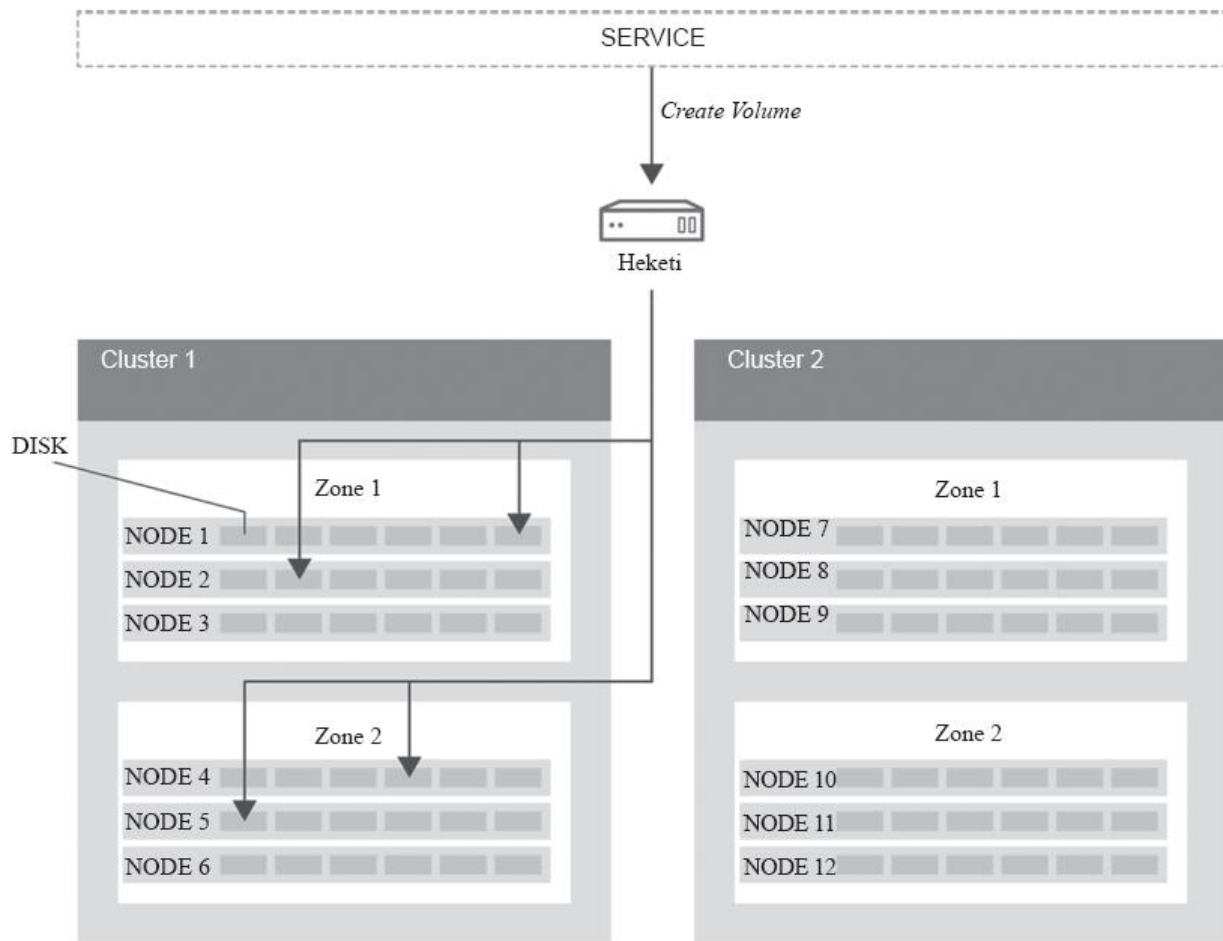 SERVICE
Create Volume
Heketi
Cluster 1
DISK
Zone 1
NODE 1
NODE 2
NODE 3
Zone 2
NODE 4
NODE 5
NODE 6
Cluster 2
Zone 1
NODE 7
NODE 8
NODE 9
Zone 2
NODE 10
NODE 11
NODE 12